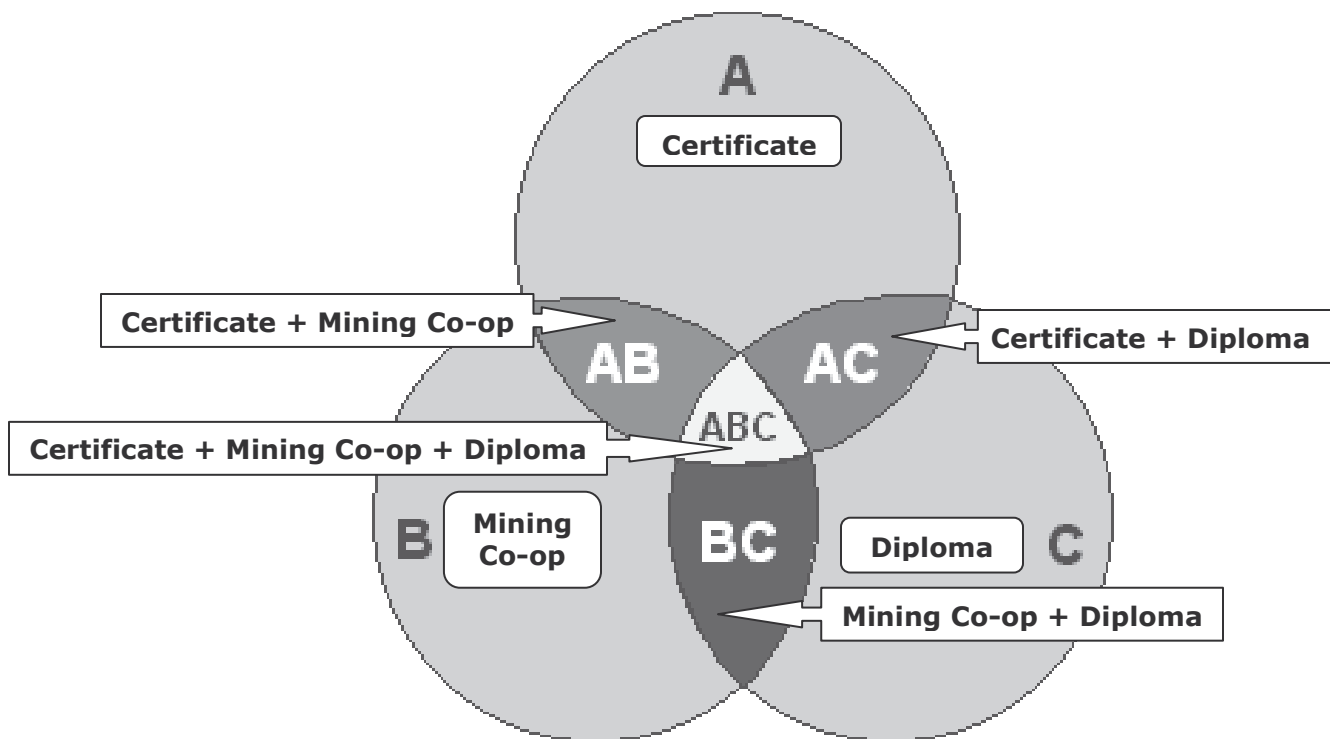 A
Certificate
Certificate + Mining Co-op
Certificate + Diploma
AB
AC
ABC
Certificate + Mining Co-op + Diploma
B
Mining
Co-op
BC
Diploma
C
Mining Co-op + Diploma